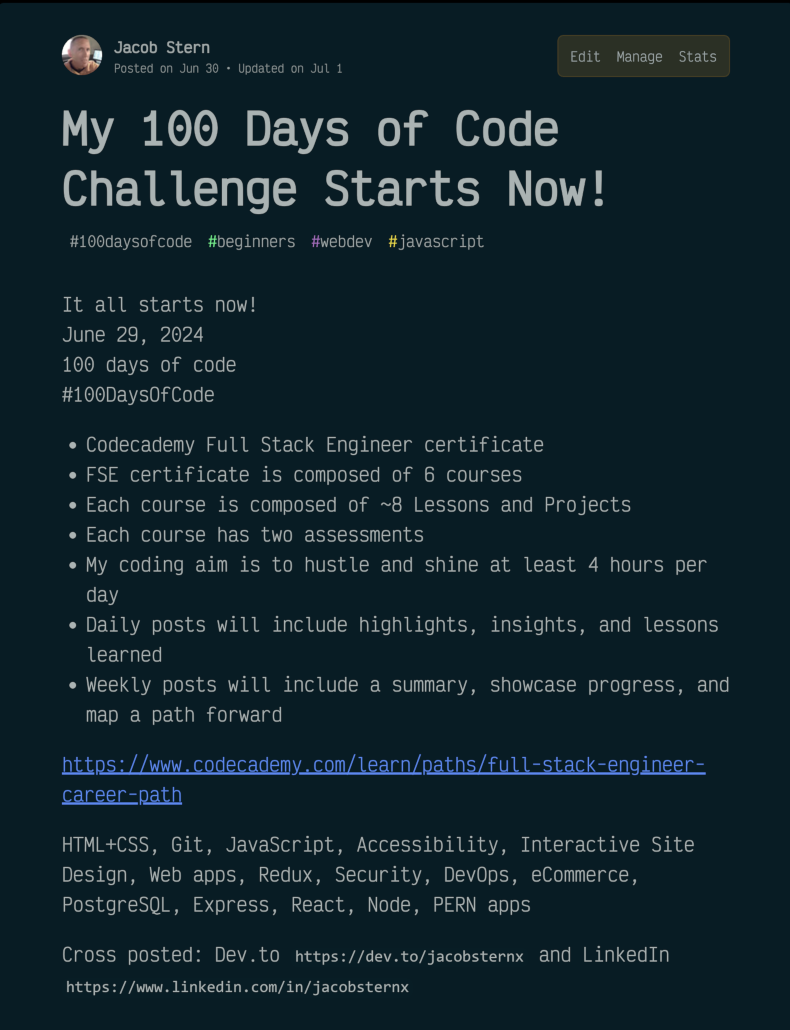 Jacob Stern
Posted on Jun 30 • Updated on Jul 1
Edit Manage Stats
My 100 Days of Code
Challenge Starts Now!
#100daysofcode #beginners #webdev #javascript
It all starts now!
June 29, 2024
100 days of code
#100DaysOfCode
• Codecademy Full Stack Engineer certificate
• FSE certificate is composed of 6 courses
• Each course is composed of ~8 Lessons and Projects
• Each course has two assessments
• My coding aim is to hustle and shine at least 4 hours per
day
• Daily posts will include highlights, insights, and lessons
learned
• Weekly posts will include a summary, showcase progress, and
map a path forward
https://www.codecademy.com/learn/paths/full-stack-engineer-
career-path
HTML+CSS, Git, JavaScript, Accessibility, Interactive Site
Design, Web apps, Redux, Security, DevOps, eCommerce,
PostgreSQL, Express, React, Node, PERN apps
Cross posted: Dev.to https://dev.to/jacobsternx and LinkedIn
https://www.linkedin.com/in/jacobsternx